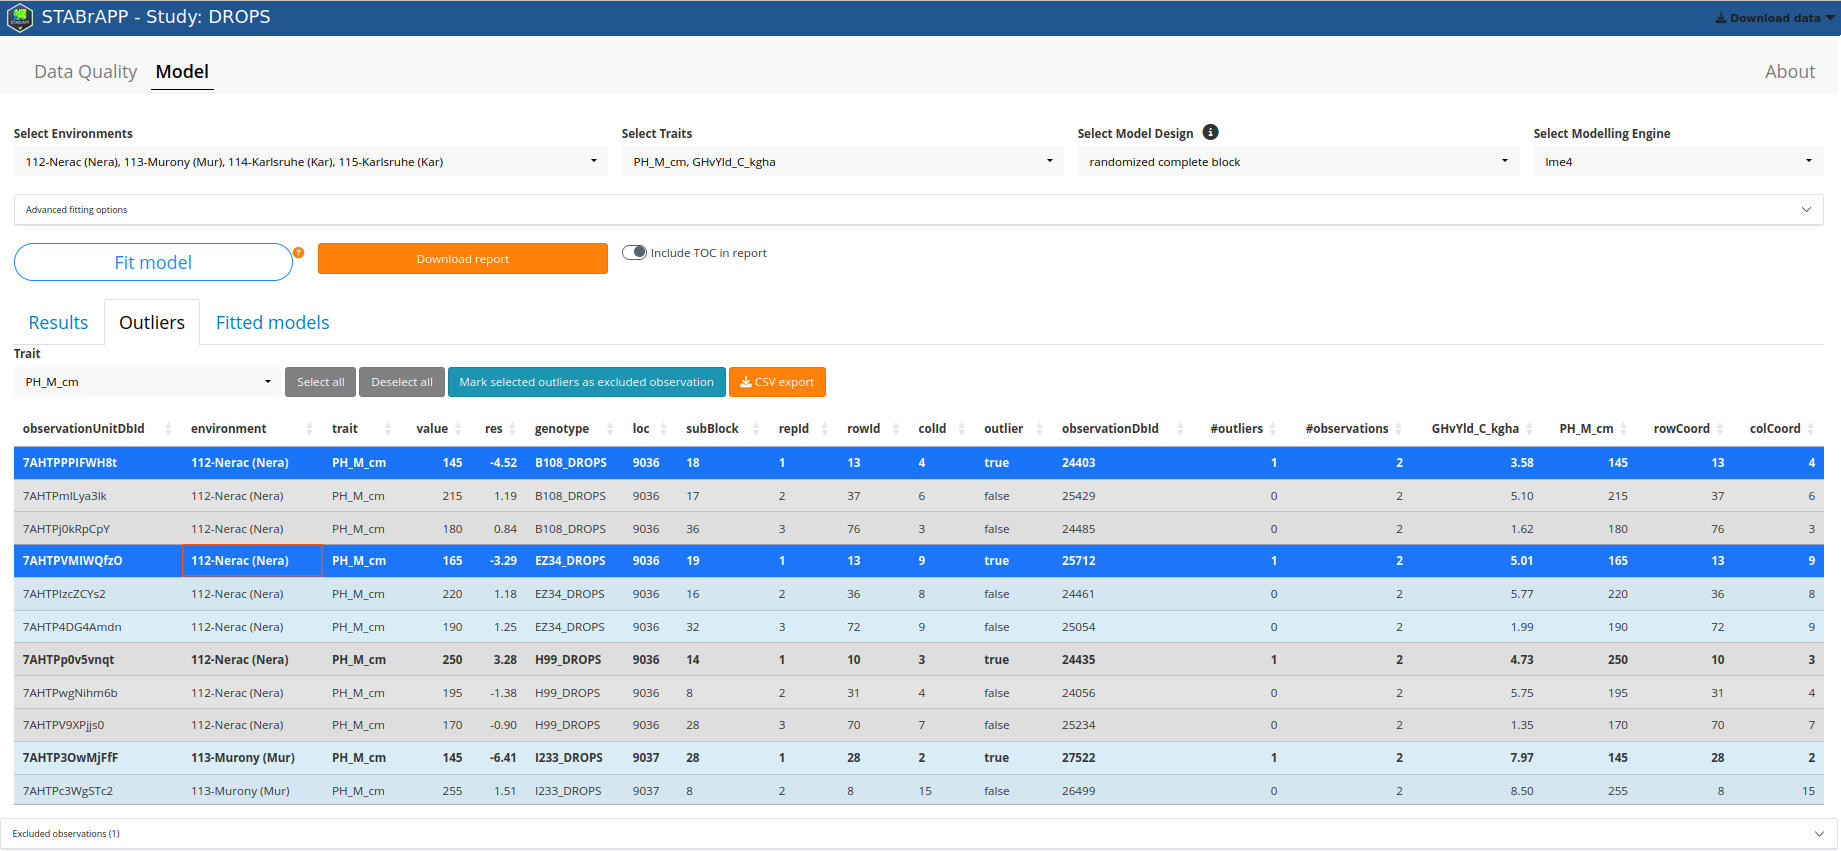 STABrAPP - Study: DROPS
Download data
Data Quality Model About
Select Environments Select Traits Select Model Design Select Modelling Engine
112-Nerac (Nera), 113-Murony (Mur), 114-Karlsruhe (Kar), 115-Karlsruhe (Kar) PH_M_cm, GHvYld_C_kgha randomized complete block lme4
Advanced fitting options
Fit model ? Download report Include TOC in report
Results Outliers Fitted models
Trait
PH_M_cm Select all Deselect all Mark selected outliers as excluded observation CSV export
observationUnitDbId environment trait value res genotype loc subBlock repId rowId colId outlier observationDbId #outliers #observations GHvYld_C_kgha PH_M_cm rowCoord colCoord
7AHTPPPIFWH8t 112-Nerac (Nera) PH_M_cm 145 -4.52 B108_DROPS 9036 18 1 13 4 true 24403 1 2 3.58 145 13 4
7AHTPmILya3lk 112-Nerac (Nera) PH_M_cm 215 1.19 B108_DROPS 9036 17 2 37 6 false 25429 0 2 5.10 215 37 6
7AHTPj0kRpCpY 112-Nerac (Nera) PH_M_cm 180 0.84 B108_DROPS 9036 36 3 76 3 false 24485 0 2 1.62 180 76 3
7AHTPVMIWQfzO 112-Nerac (Nera) PH_M_cm 165 -3.29 EZ34_DROPS 9036 19 1 13 9 true 25712 1 2 5.01 165 13 9
7AHTPIzcZCYs2 112-Nerac (Nera) PH_M_cm 220 1.18 EZ34_DROPS 9036 16 2 36 8 false 24461 0 2 5.77 220 36 8
7AHTP4DG4Amdn 112-Nerac (Nera) PH_M_cm 190 1.25 EZ34_DROPS 9036 32 3 72 9 false 25054 0 2 1.99 190 72 9
7AHTPp0v5vnqt 112-Nerac (Nera) PH_M_cm 250 3.28 H99_DROPS 9036 14 1 10 3 true 24435 1 2 4.73 250 10 3
7AHTPwgNihm6b 112-Nerac (Nera) PH_M_cm 195 -1.38 H99_DROPS 9036 8 2 31 4 false 24056 0 2 5.75 195 31 4
7AHTPV9XPjjs0 112-Nerac (Nera) PH_M_cm 170 -0.90 H99_DROPS 9036 28 3 70 7 false 25234 0 2 1.35 170 70 7
7AHTP3OwMjFfF 113-Murony (Mur) PH_M_cm 145 -6.41 I233_DROPS 9037 28 1 28 2 true 27522 1 2 7.97 145 28 2
7AHTPc3WgSTc2 113-Murony (Mur) PH_M_cm 255 1.51 I233_DROPS 9037 8 2 8 15 false 26499 0 2 8.50 255 8 15
Excluded observations (1)